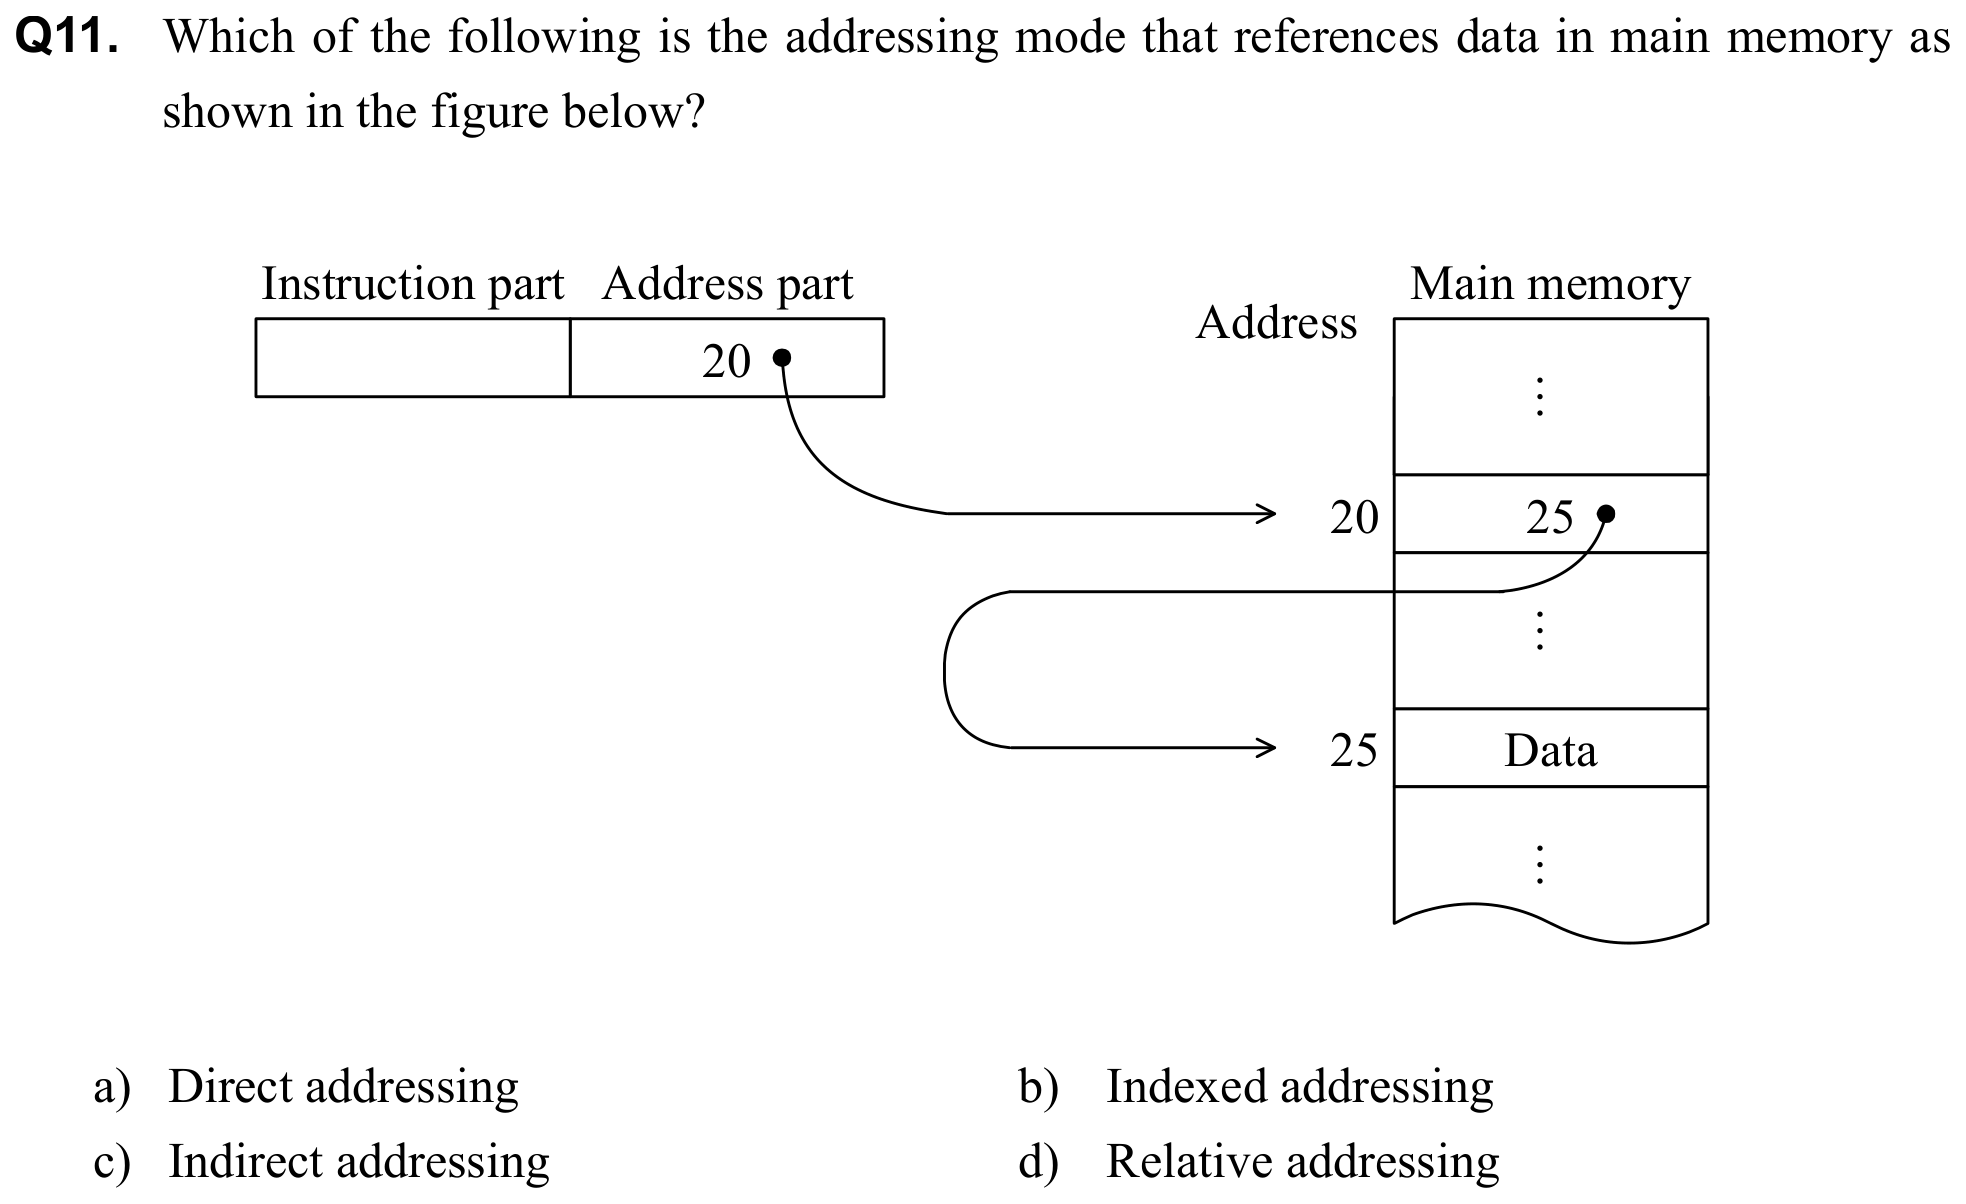 Q11. Which of the following is the addressing mode that references data in main memory as
shown in the figure below?
Instruction part Address part
Main memory
Address
20
⋮
20 25
⋮
25 Data
⋮
a) Direct addressing b) Indexed addressing
c) Indirect addressing d) Relative addressing